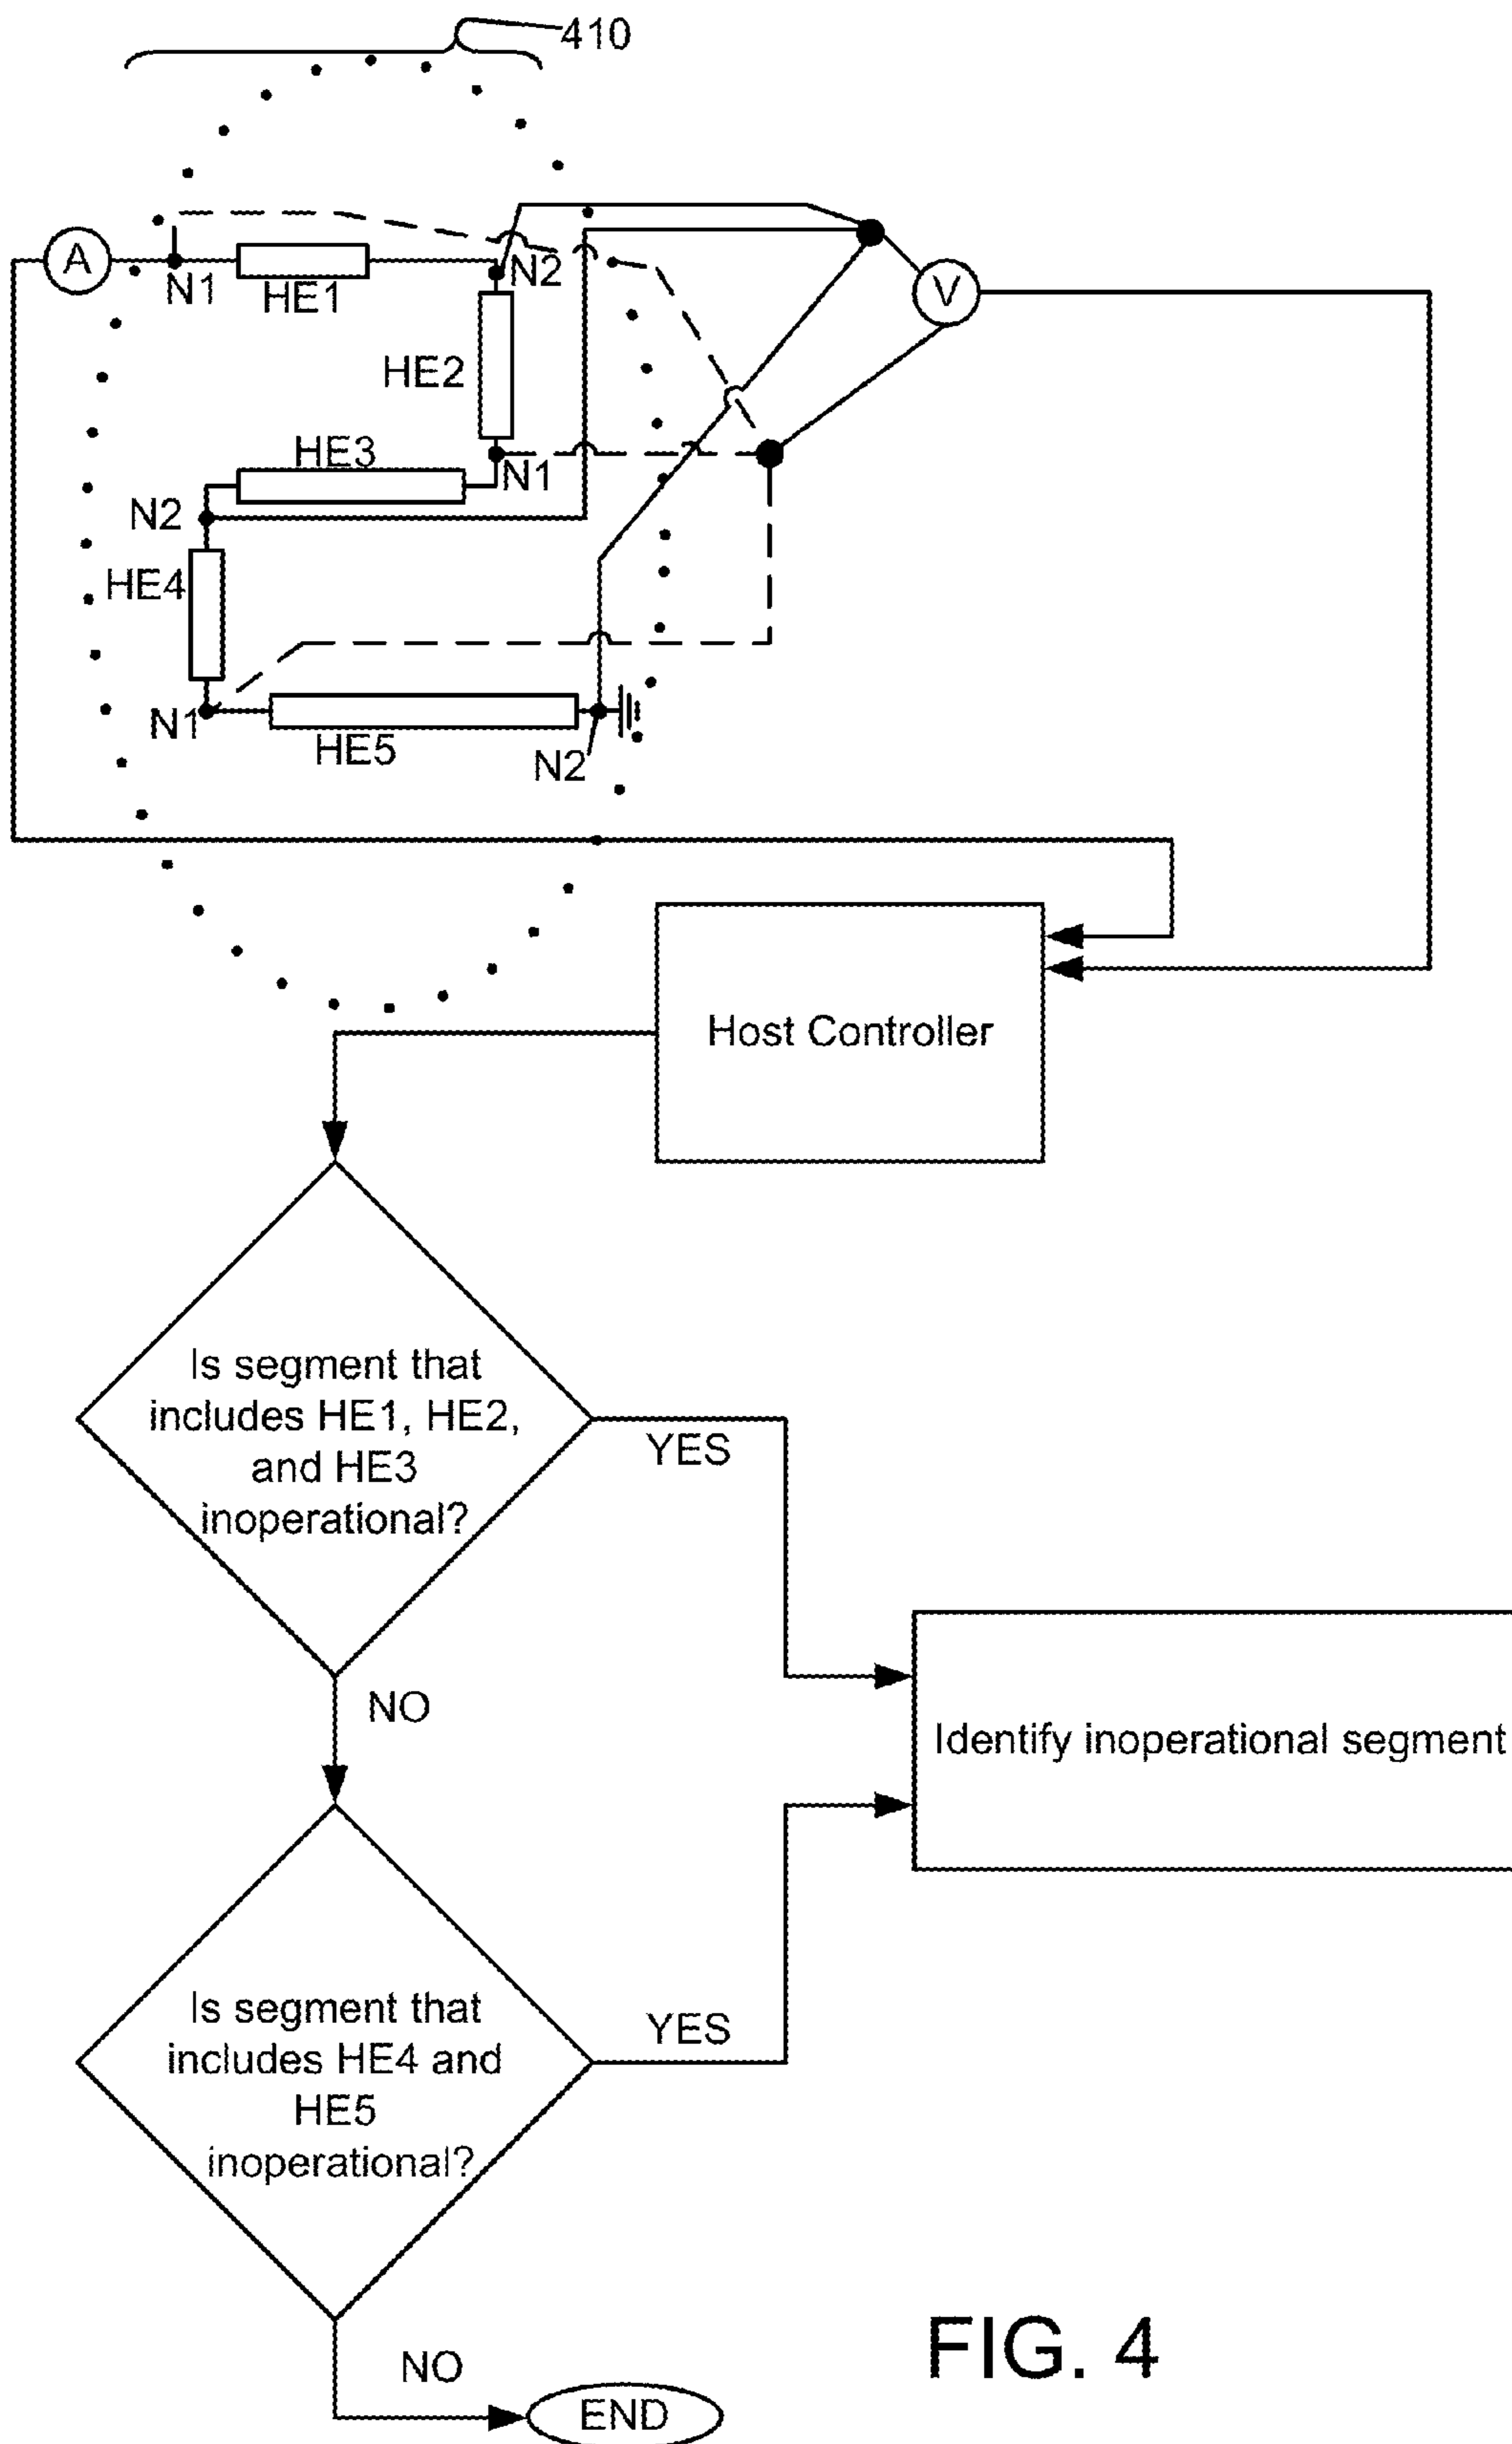 410
A
N1
HE1
N2
V
HE2
HE3
N1
N2
HE4
N1
HE5
N2
Host Controller
Is segment that
includes HE1, HE2,
and HE3
inoperational?
YES
NO
Identify inoperational segment
Is segment that
includes HE4 and
HE5
inoperational?
YES
NO
END
FIG. 4